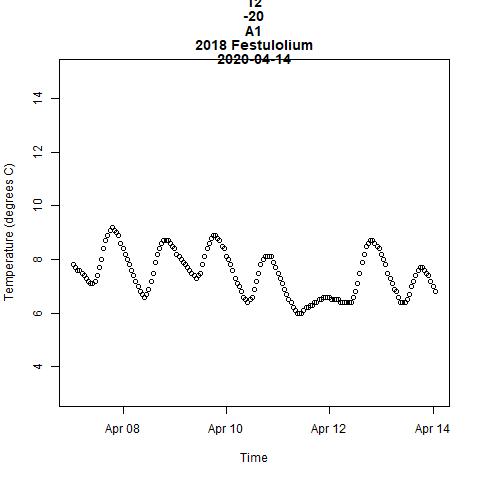 T2
-20
A1
2018 Festulolium
2020-04-14
Temperature (degrees C)
14
12
10
8
6
4
Apr 08
Apr 10
Apr 12
Apr 14
Time